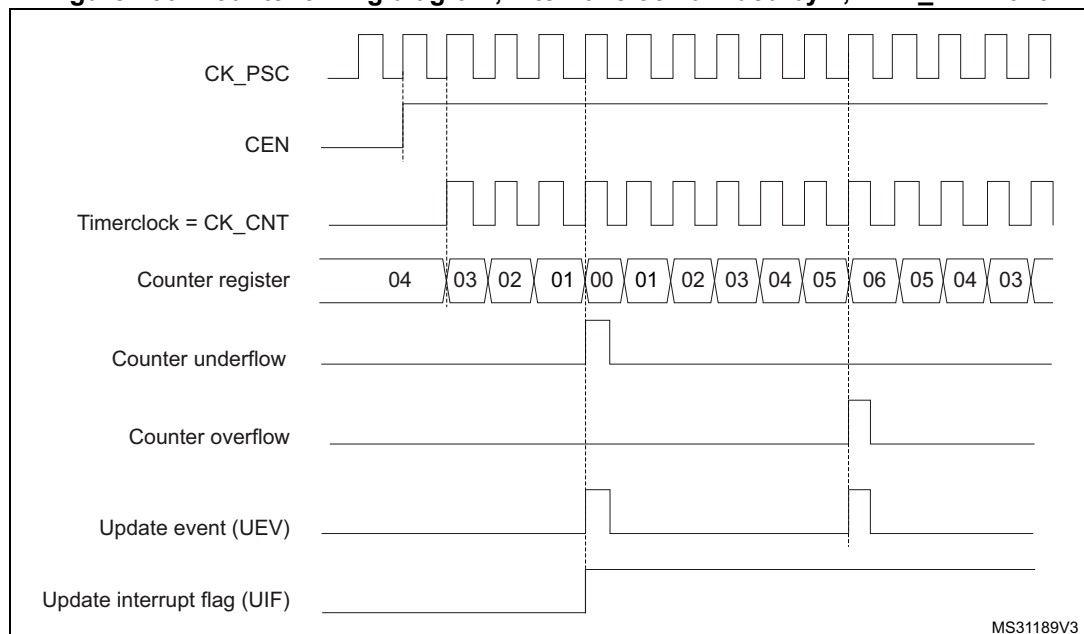 CK_PSC
CEN
Timerclock = CK_CNT
Counter register 04 03 02 01 00 01 02 03 04 05 06 05 04 03
Counter underflow
Counter overflow
Update event (UEV)
Update interrupt flag (UIF)
MS31189V3